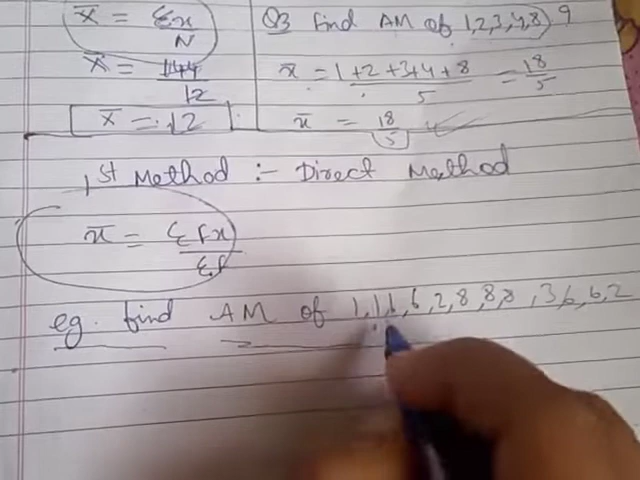 x̄ = Σx/N
x̄ = 144/12
x̄ = 12
Q3 find AM of 1,2,3,4,8 ?
x̄ = 1+2+3+4+8/5 = 18/5
x̄ = 18/5
1st Method :- Direct Method
x̄ = Σfx/Σf
eg. find AM of 1,1,1,6,2,8,8,8,3,6,6,2